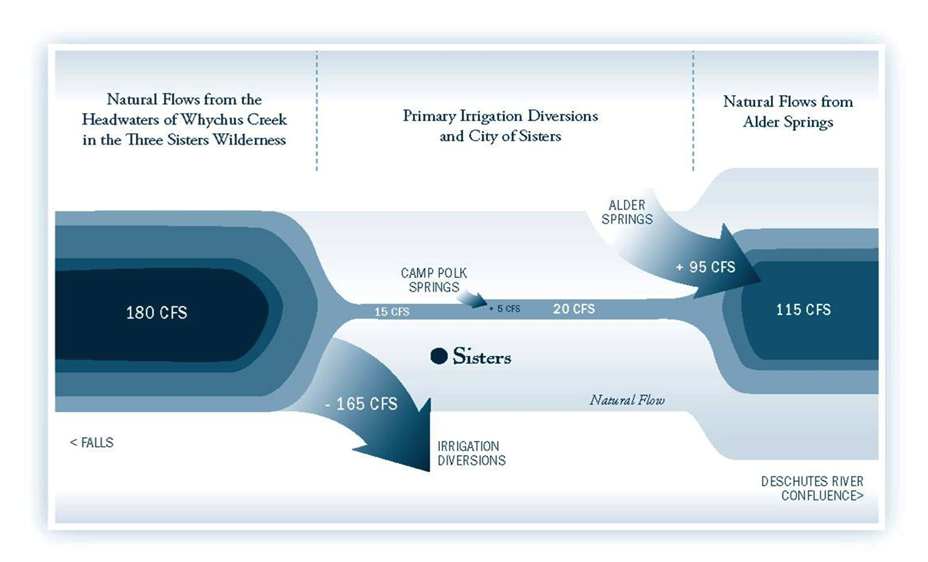 Natural Flows from the
Headwaters of Whychus Creek
in the Three Sisters Wilderness
Primary Irrigation Diversions
and City of Sisters
Natural Flows from
Alder Springs
ALDER
SPRINGS
+ 95 CFS
CAMP POLK
SPRINGS
180 CFS
15 CFS
+ 5 CFS
20 CFS
115 CFS
Sisters
- 165 CFS
Natural Flow
< FALLS
IRRIGATION
DIVERSIONS
DESCHUTES RIVER
CONFLUENCE>